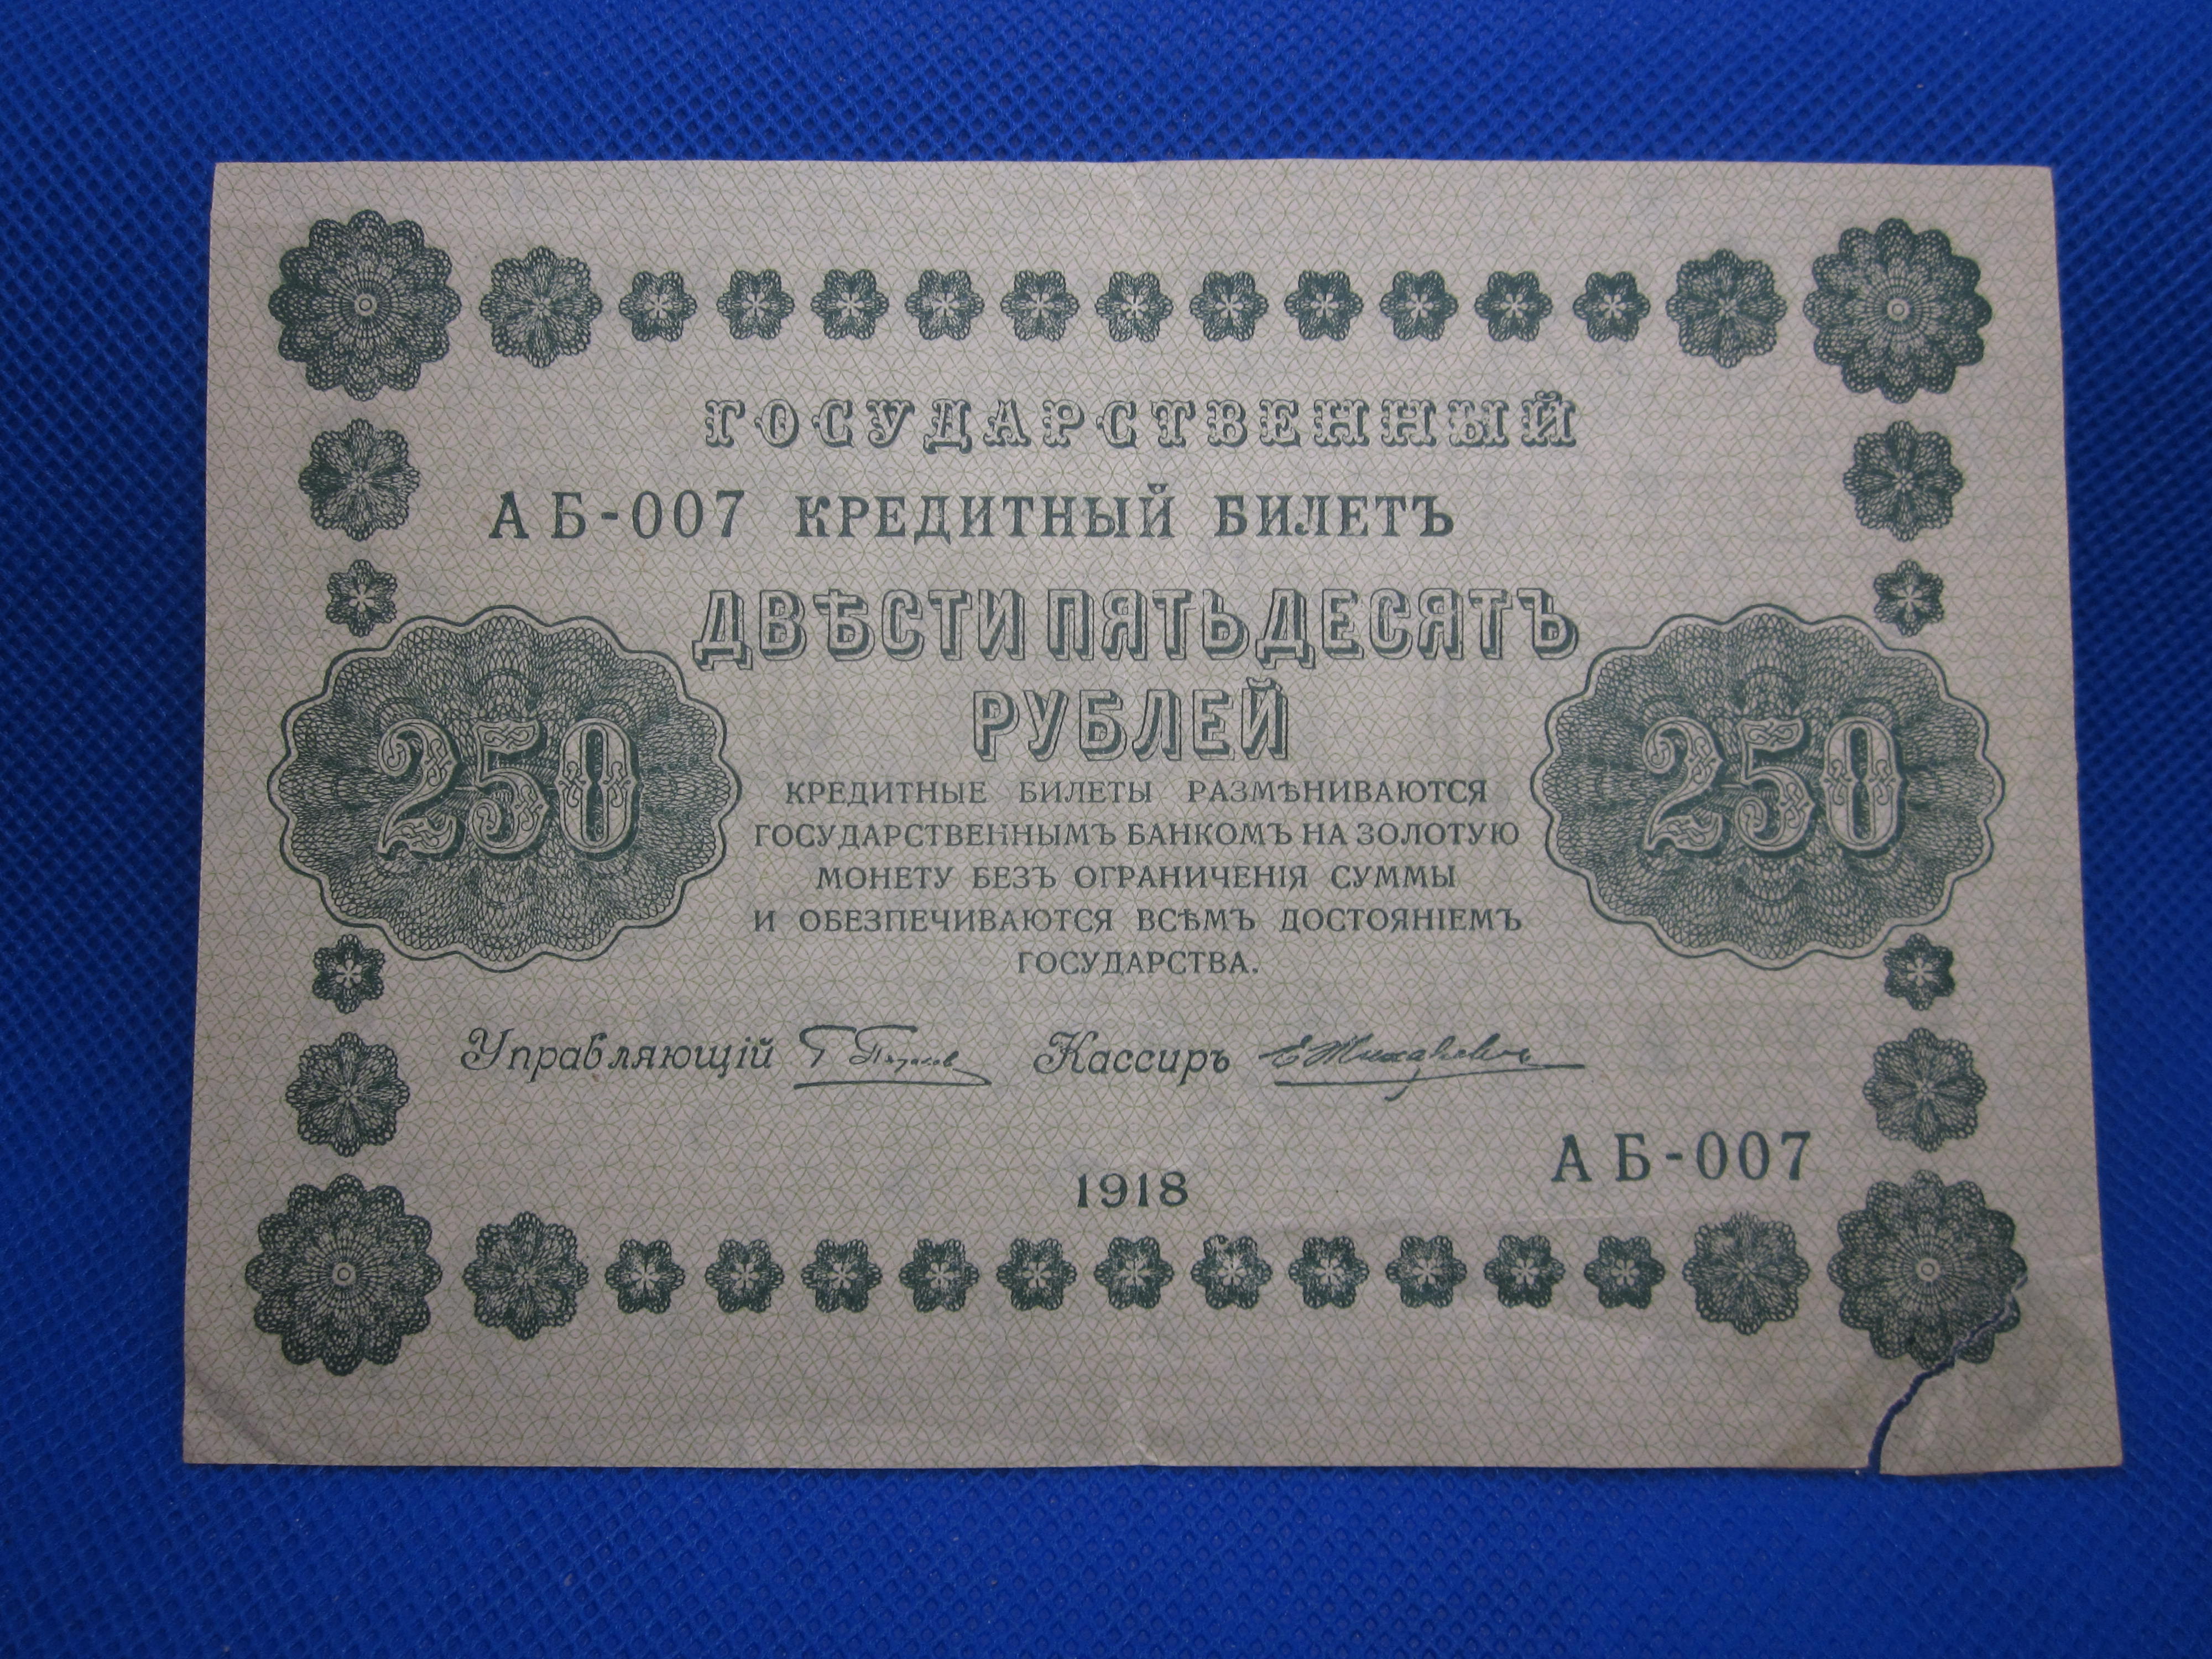 ГОСУДАРСТВЕННЫЙ
АБ-007 КРЕДИТНЫЙ БИЛЕТЪ
ДВѢСТИ ПЯТЬДЕСЯТЪ
РУБЛЕЙ
250
250
КРЕДИТНЫЕ БИЛЕТЫ РАЗМѢНИВАЮТСЯ
ГОСУДАРСТВЕННЫМЪ БАНКОМЪ НА ЗОЛОТУЮ
МОНЕТУ БЕЗЪ ОГРАНИЧЕНІЯ СУММЫ
И ОБЕЗПЕЧИВАЮТСЯ ВСѢМЪ ДОСТОЯНІЕМЪ
ГОСУДАРСТВА.
Управляющій Кассиръ
АБ-007
1918